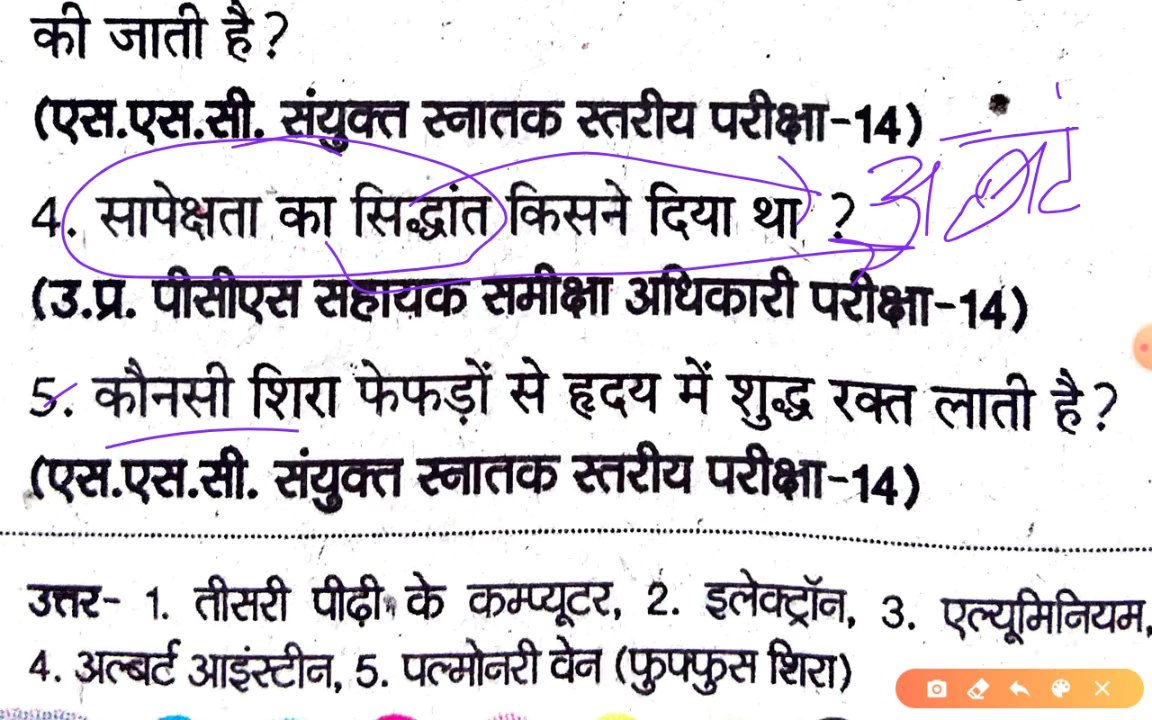 की जाती है?
(एस.एस.सी. संयुक्त स्नातक स्तरीय परीक्षा-14)
4. सापेक्षता का सिद्धांत किसने दिया था ?
(उ.प्र. पीसीएस सहायक समीक्षा अधिकारी परीक्षा-14)
5. कौनसी शिरा फेफड़ों से हृदय में शुद्ध रक्त लाती है?
(एस.एस.सी. संयुक्त स्नातक स्तरीय परीक्षा-14)
उत्तर- 1. तीसरी पीढ़ी के कम्प्यूटर, 2. इलेक्ट्रॉन, 3. एल्यूमिनियम,
4. अल्बर्ट आइंस्टीन, 5. पल्मोनरी वेन (फुफ्फुस शिरा)